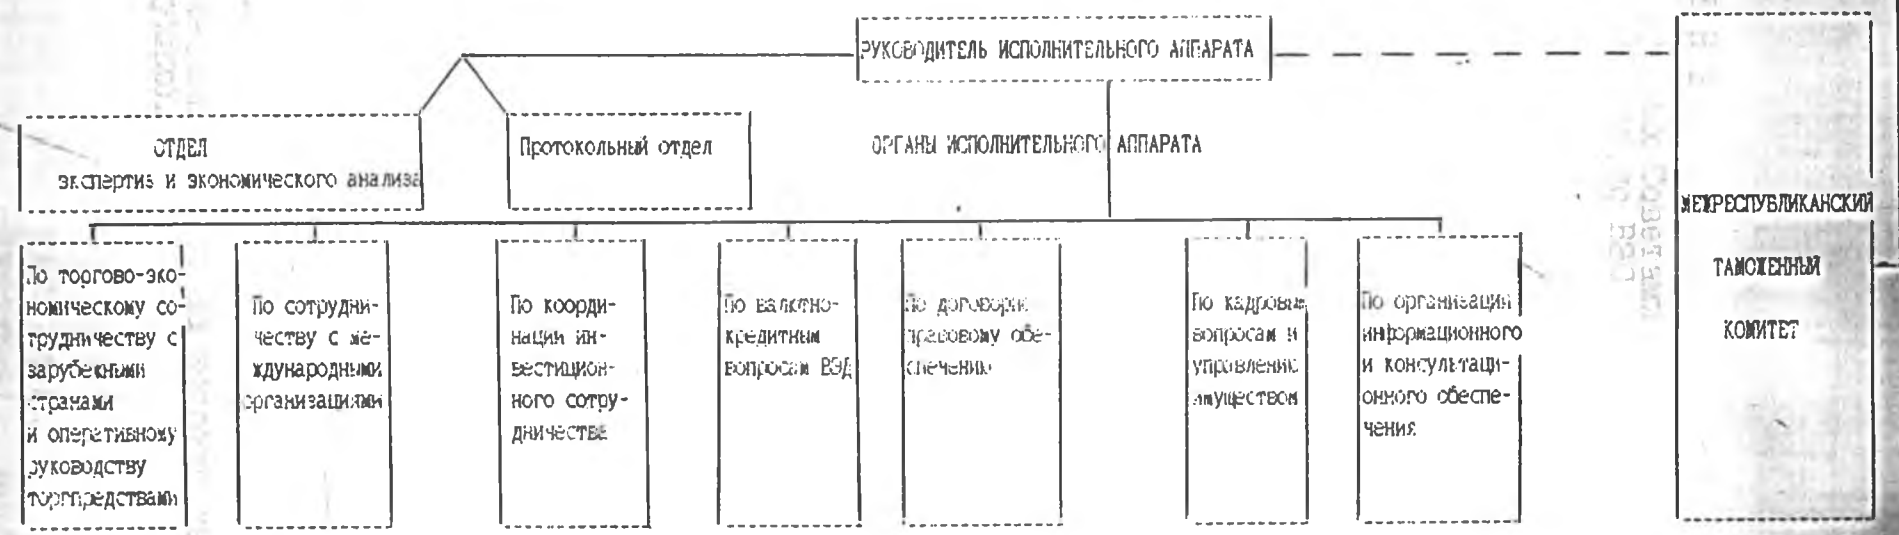 РУКОВОДИТЕЛЬ ИСПОЛНИТЕЛЬНОГО АППАРАТА
ОТДЕЛ
экспертиз и экономического анализа
Протокольный отдел
ОРГАНЫ ИСПОЛНИТЕЛЬНОГО АППАРАТА
По торгово-эко-
номическому со-
трудничеству с
зарубежными
странами
и оперативному
руководству
торгпредствами
По сотрудни-
честву с ме-
ждународными
организациями
По коорди-
нации ин-
вестицион-
ного сотру-
дничества
По валютно-
кредитным
вопросам ВЭД
По договорно
правовому обе-
спечению
По кадровым
вопросам и
управлению
имуществом
По организации
информационного
и консультаци-
онного обеспе-
чения
МЕЖРЕСПУБЛИКАНСКИЙ
ТАМОЖЕННЫЙ
КОМИТЕТ